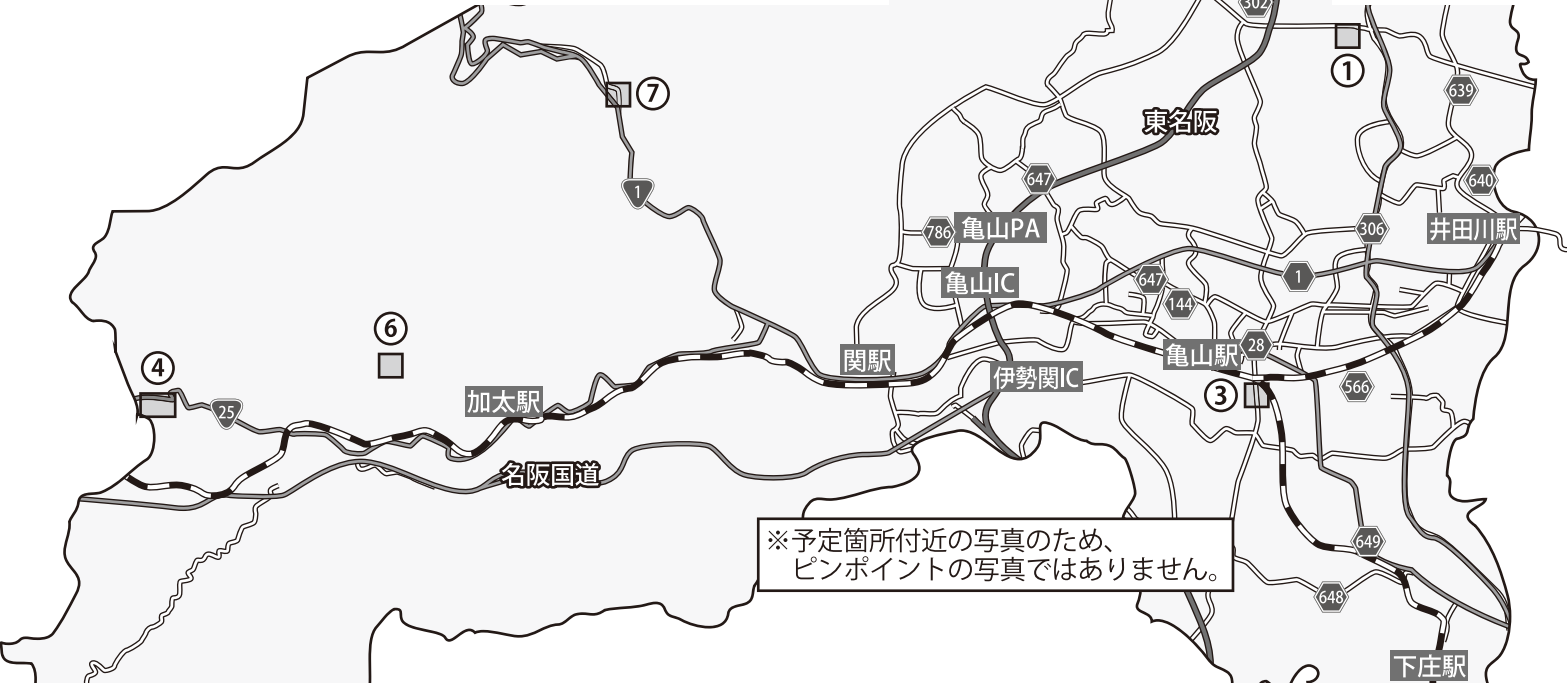 302
①
⑦
639
東名阪
1
647
640
786
亀山PA
306
井田川駅
亀山IC
647
1
144
⑥
関駅
亀山駅
28
④
伊勢関IC
566
③
加太駅
25
名阪国道
※予定箇所付近の写真のため、
ピンポイントの写真ではありません。
649
648
下庄駅